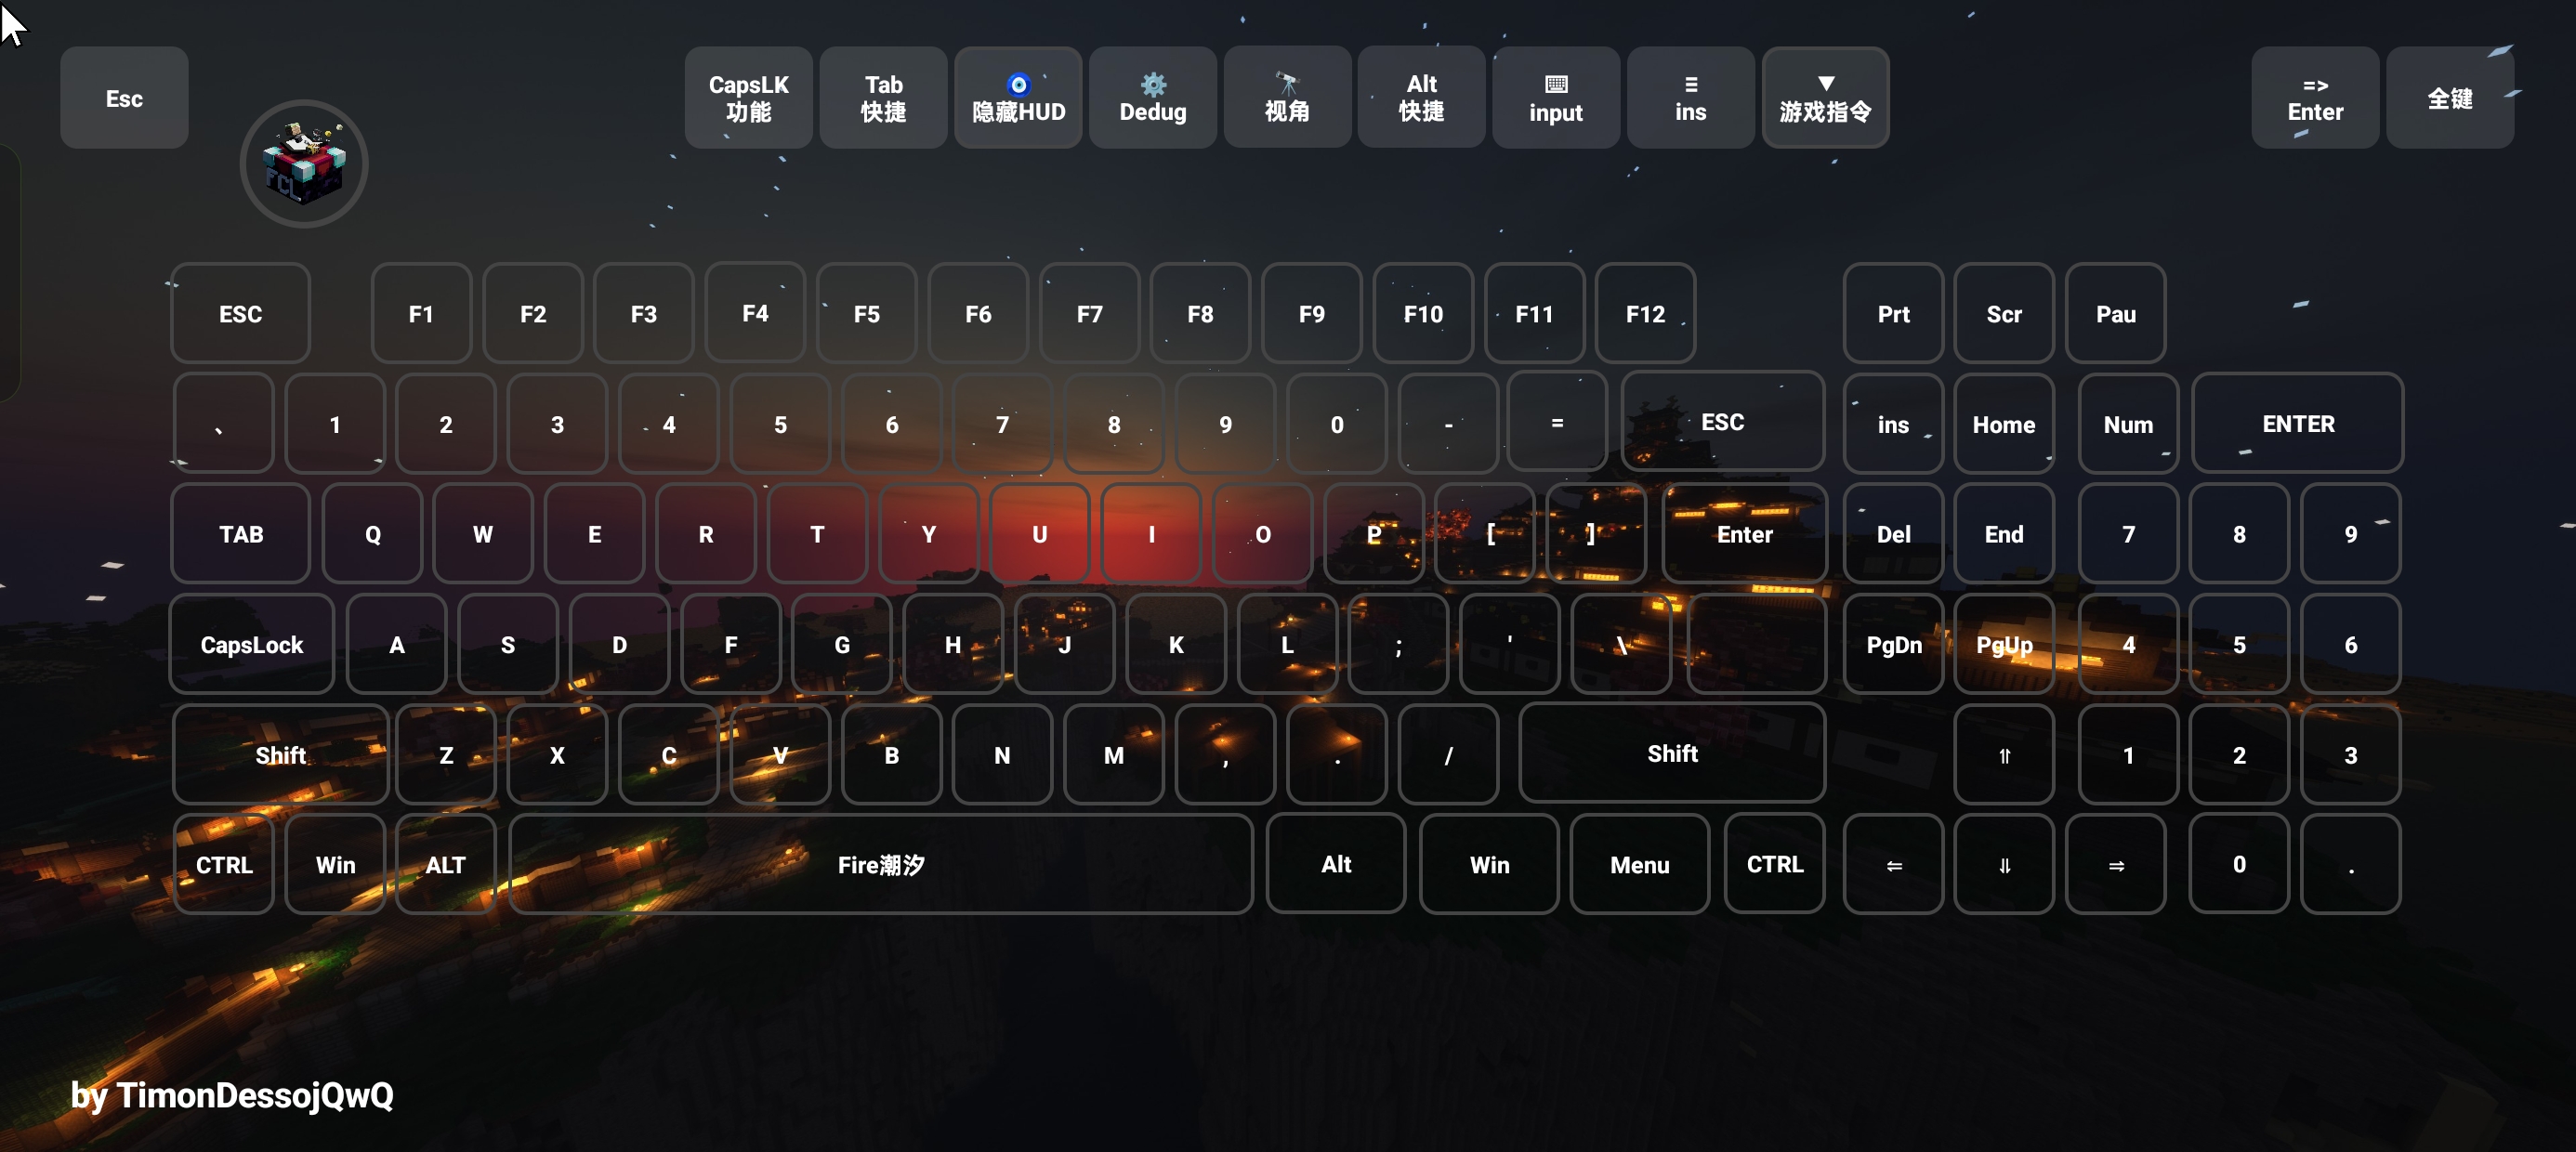 Esc
CapsLK
功能
Tab
快捷
隐藏HUD
Dedug
视角
Alt
快捷
input
ins
游戏指令
=>
Enter
全键
FCL
ESC F1 F2 F3 F4 F5 F6 F7 F8 F9 F10 F11 F12 Prt Scr Pau
、 1 2 3 4 5 6 7 8 9 0 - = ESC ins Home Num ENTER
TAB Q W E R T Y U I O P [ ] Enter Del End 7 8 9
CapsLock A S D F G H J K L ; ' \ PgDn PgUp 4 5 6
Shift Z X C V B N M , . / Shift ⥣ 1 2 3
CTRL Win ALT Fire潮汐 Alt Win Menu CTRL ⇐ ⇓ ⇒ 0 .
by TimonDessojQwQ